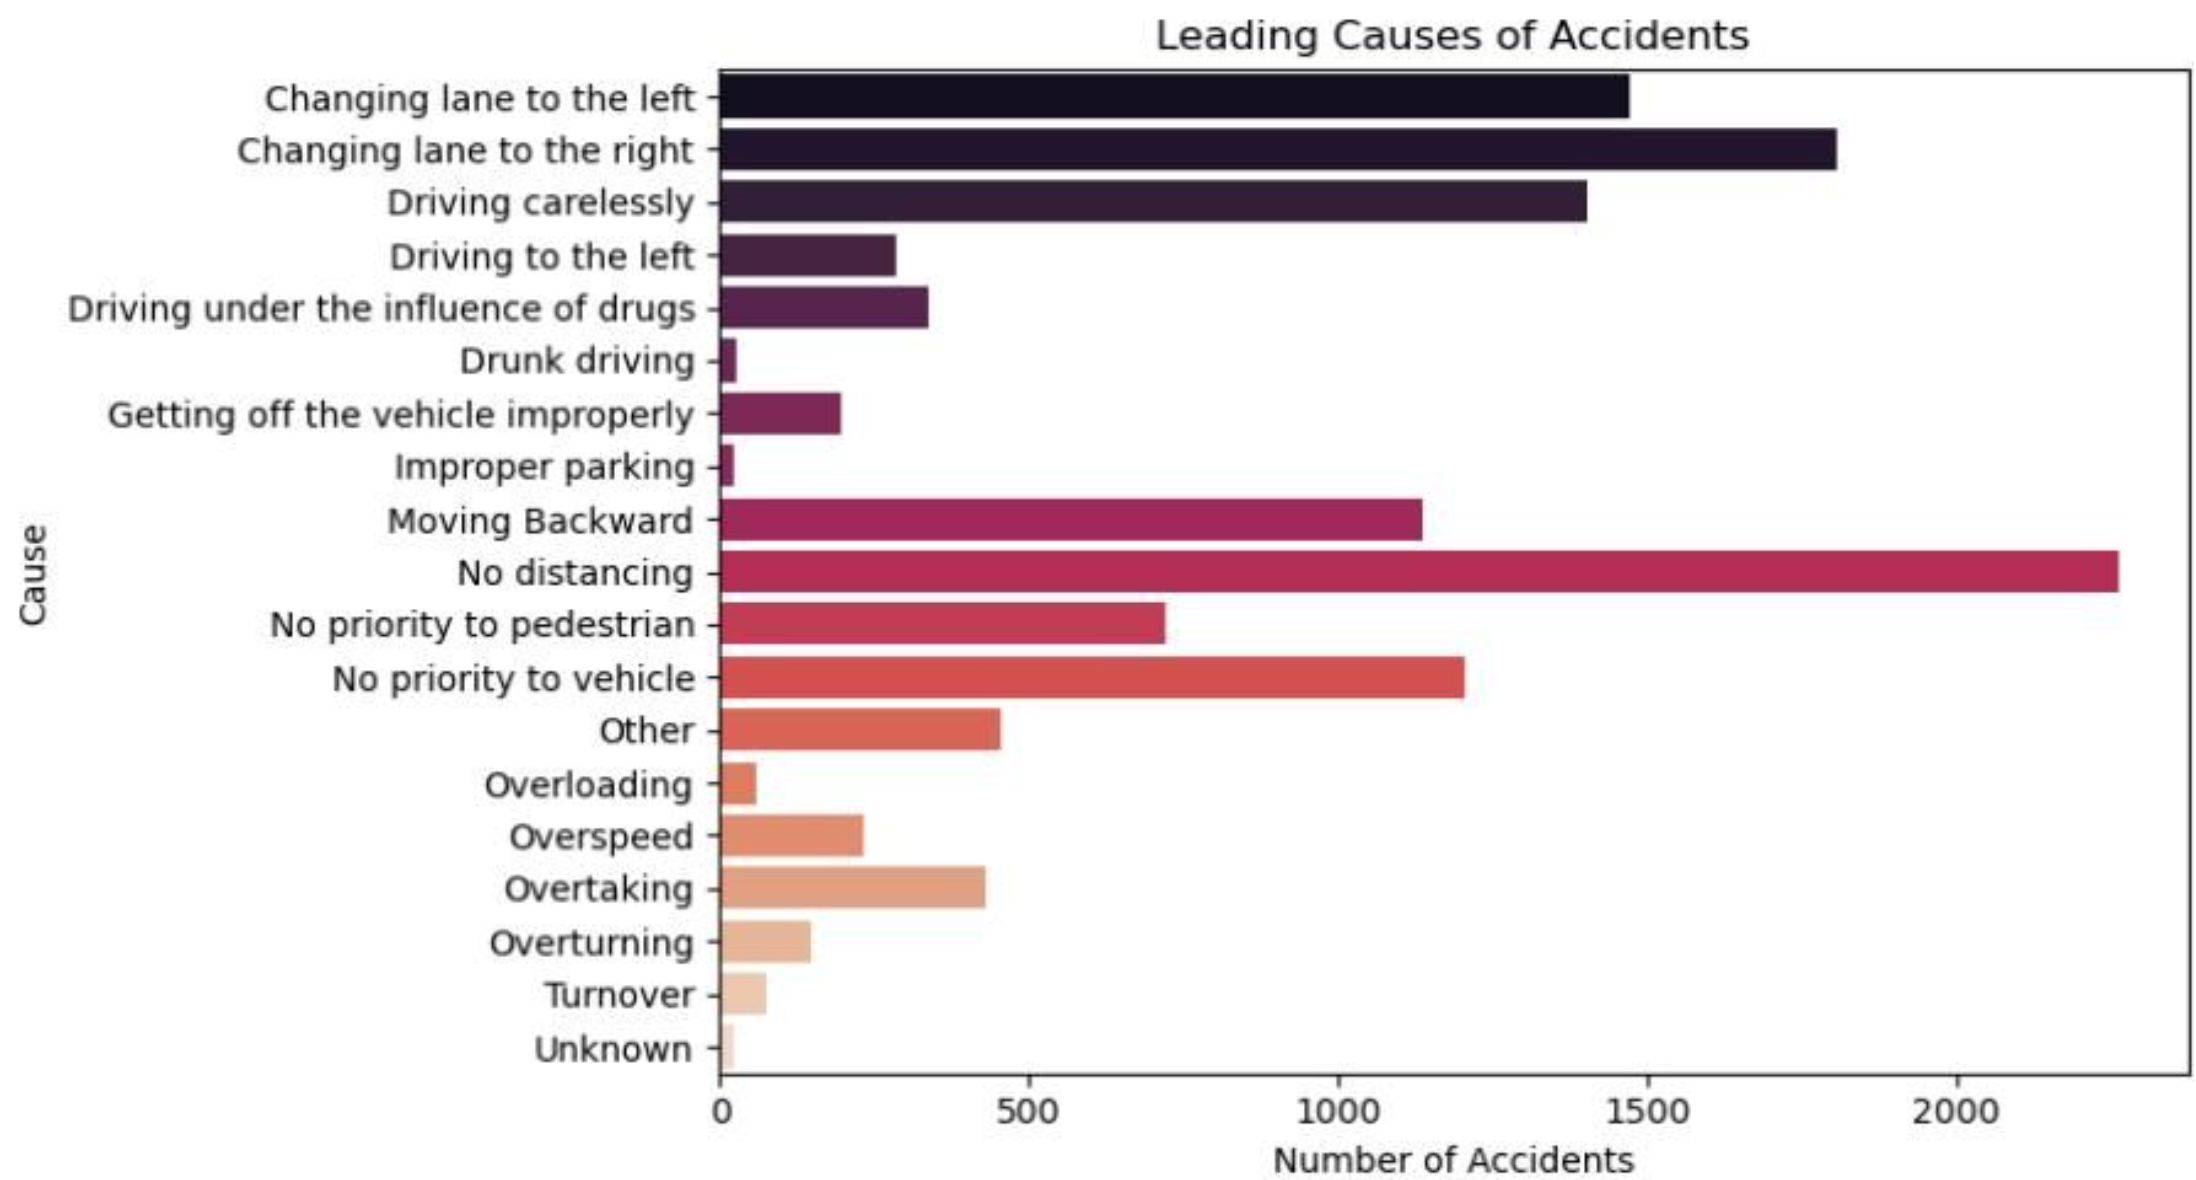 Leading Causes of Accidents
Changing lane to the left
Changing lane to the right
Driving carelessly
Driving to the left
Driving under the influence of drugs
Drunk driving
Getting off the vehicle improperly
Improper parking
Moving Backward
No distancing
No priority to pedestrian
No priority to vehicle
Other
Overloading
Overspeed
Overtaking
Overturning
Turnover
Unknown
Cause
0 500 1000 1500 2000
Number of Accidents